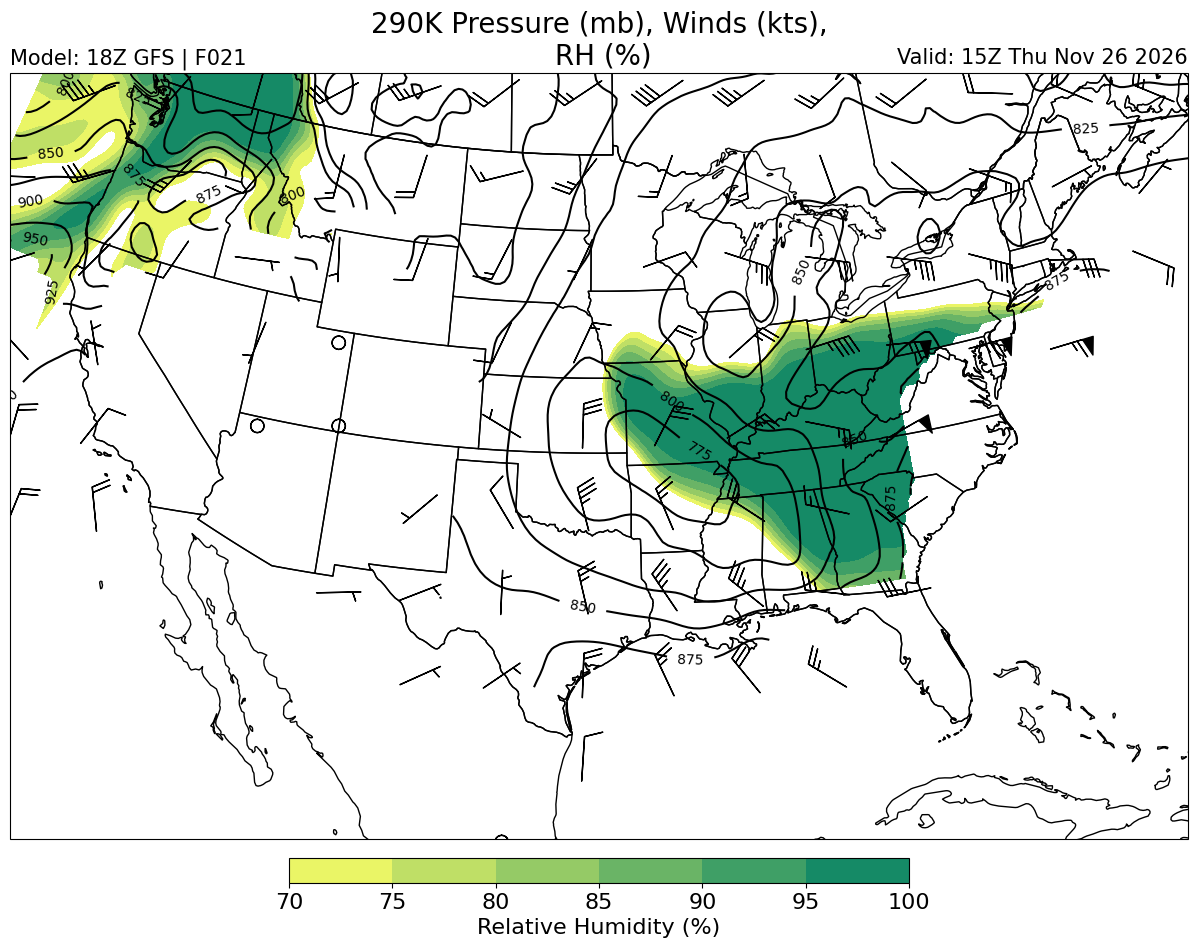 290K Pressure (mb), Winds (kts),
RH (%)
Model: 18Z GFS | F021
Valid: 15Z Thu Nov 26 2026
800
850
875
900
875
800
950
925
825
850
875
800
775
850
875
850
875
70 75 80 85 90 95 100
Relative Humidity (%)